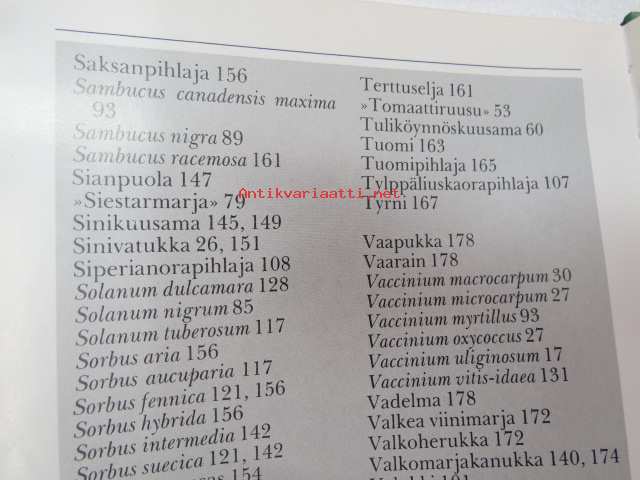 Saksanpihlaja 156
Sambucus canadensis maxima
93
Sambucus nigra 89
Sambucus racemosa 161
Sianpuola 147
»Siestarmarja» 79
Sinikuusama 145, 149
Sinivatukka 26, 151
Siperianorapihlaja 108
Solanum dulcamara 128
Solanum nigrum 85
Solanum tuberosum 117
Sorbus aria 156
Sorbus aucuparia 117
Sorbus fennica 121, 156
Sorbus hybrida 156
Sorbus intermedia 142
Sorbus suecica 121, 142
154
Terttuselja 161
»Tomaattiruusu» 53
Tuliköynnöskuusama 60
Tuomi 163
Tuomipihlaja 165
Tylppäliuskaorapihlaja 107
Tyrni 167
Vaapukka 178
Vaarain 178
Vaccinium macrocarpum 30
Vaccinium microcarpum 27
Vaccinium myrtillus 93
Vaccinium oxycoccus 27
Vaccinium uliginosum 17
Vaccinium vitis-idaea 131
Vadelma 178
Valkea viinimarja 172
Valkoherukka 172
Valkomarjakanukka 140, 174
Antikvariaatti.net